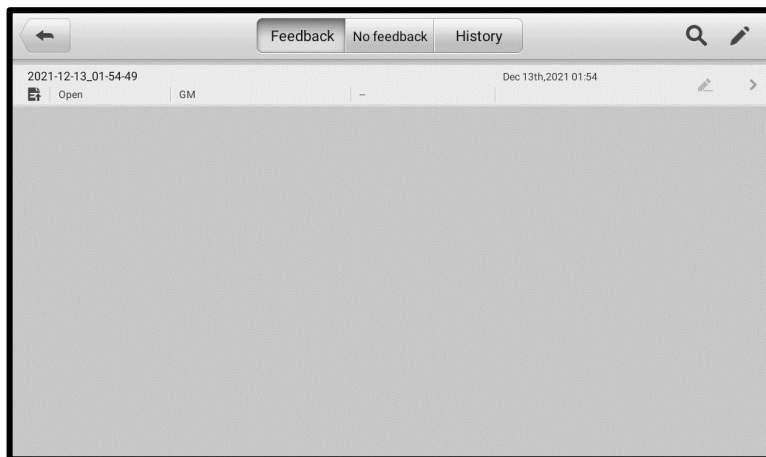 Feedback No feedback History
2021-12-13_01-54-49 Dec 13th,2021 01:54
Open GM --